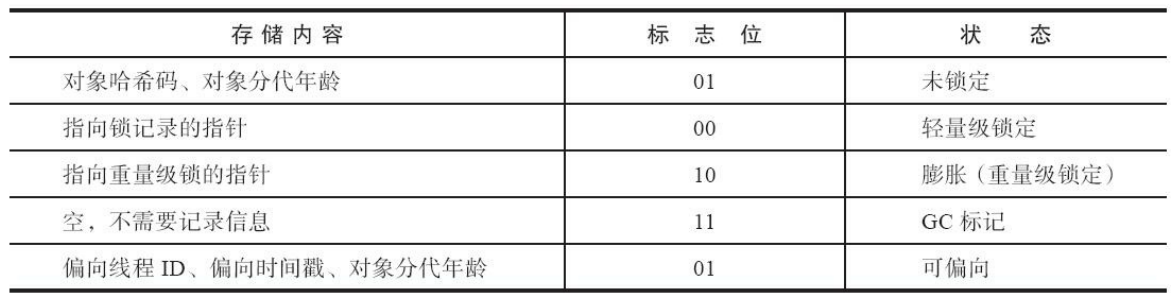 存储内容 标志位 状态
对象哈希码、对象分代年龄 01 未锁定
指向锁记录的指针 00 轻量级锁定
指向重量级锁的指针 10 膨胀（重量级锁定）
空，不需要记录信息 11 GC 标记
偏向线程 ID、偏向时间戳、对象分代年龄 01 可偏向